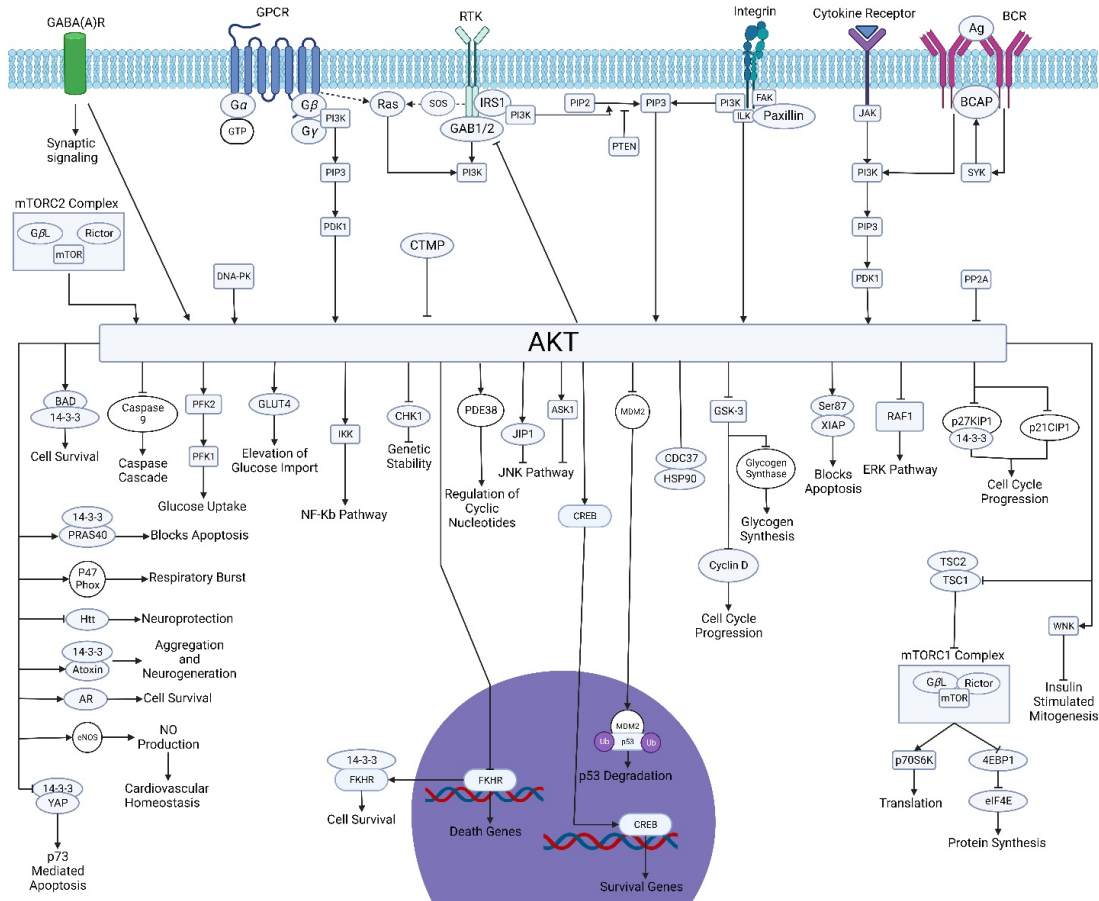 GABA(A)R
GPCR
RTK
Integrin
Cytokine Receptor
Ag
BCR
Gα
GTP
Gβ
Gγ
PI3K
Ras
SOS
IRS1
GAB1/2
PI3K
PIP2
PIP3
PTEN
PI3K
FAK
ILK
Paxillin
JAK
BCAP
Synaptic
signaling
PIP3
PI3K
PI3K
SYK
mTORC2 Complex
GβL
Rictor
mTOR
PDK1
CTMP
PIP3
DNA-PK
PDK1
PP2A
AKT
BAD
14-3-3
Cell Survival
Caspase
9
Caspase
Cascade
PFK2
PFK1
Glucose Uptake
GLUT4
Elevation of
Glucose Import
IKK
NF-Kb Pathway
CHK1
Genetic
Stability
PDE38
Regulation of
Cyclic
Nucleotides
JIP1
ASK1
JNK Pathway
CREB
MDM2
CDC37
HSP90
GSK-3
Glycogen
Synthase
Glycogen
Synthesis
Cyclin D
Cell Cycle
Progression
Ser87
XIAP
Blocks
Apoptosis
RAF1
ERK Pathway
p27KIP1
14-3-3
p21CIP1
Cell Cycle
Progression
14-3-3
PRAS40
Blocks Apoptosis
P47
Phox
Respiratory Burst
Htt
Neuroprotection
14-3-3
Atoxin
Aggregation
and
Neurogeneration
AR
Cell Survival
eNOS
NO
Production
Cardiovascular
Homeostasis
14-3-3
YAP
p73
Mediated
Apoptosis
TSC2
TSC1
WNK
Insulin
Stimulated
Mitogenesis
mTORC1 Complex
GβL
Rictor
mTOR
p70S6K
Translation
4EBP1
eIF4E
Protein Synthesis
14-3-3
FKHR
Cell Survival
FKHR
Death Genes
MDM2
Ub
p53
Ub
p53 Degradation
CREB
Survival Genes